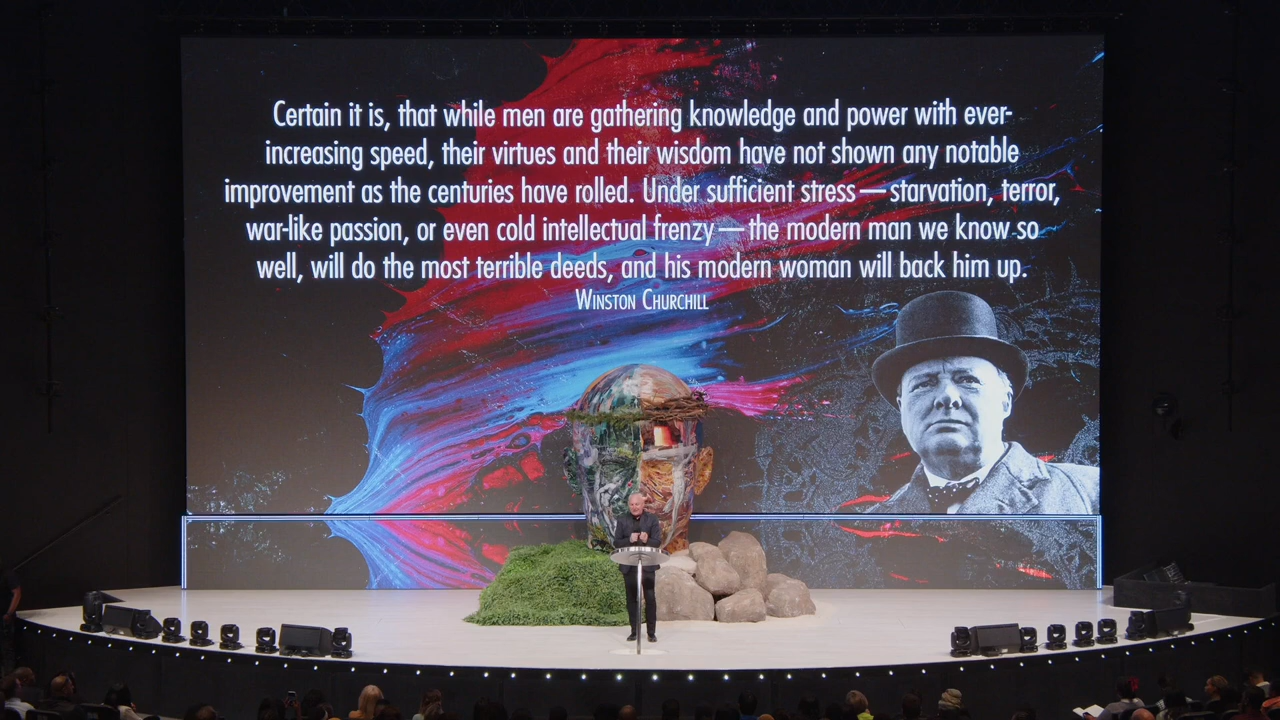 Certain it is, that while men are gathering knowledge and power with ever-
increasing speed, their virtues and their wisdom have not shown any notable
improvement as the centuries have rolled. Under sufficient stress — starvation, terror,
war-like passion, or even cold intellectual frenzy — the modern man we know so
well, will do the most terrible deeds, and his modern woman will back him up.
Winston Churchill